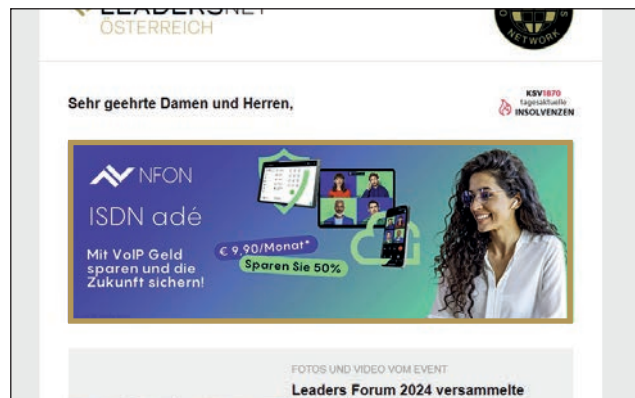 LEADERSNET
ÖSTERREICH
NETWORK
Sehr geehrte Damen und Herren,
KSV1870
tagesaktuelle
INSOLVENZEN
NFON
ISDN adé
Mit VoIP Geld
sparen und die
Zukunft sichern!
€ 9,90/Monat*
Sparen Sie 50%
FOTOS UND VIDEO VOM EVENT
Leaders Forum 2024 versammelte